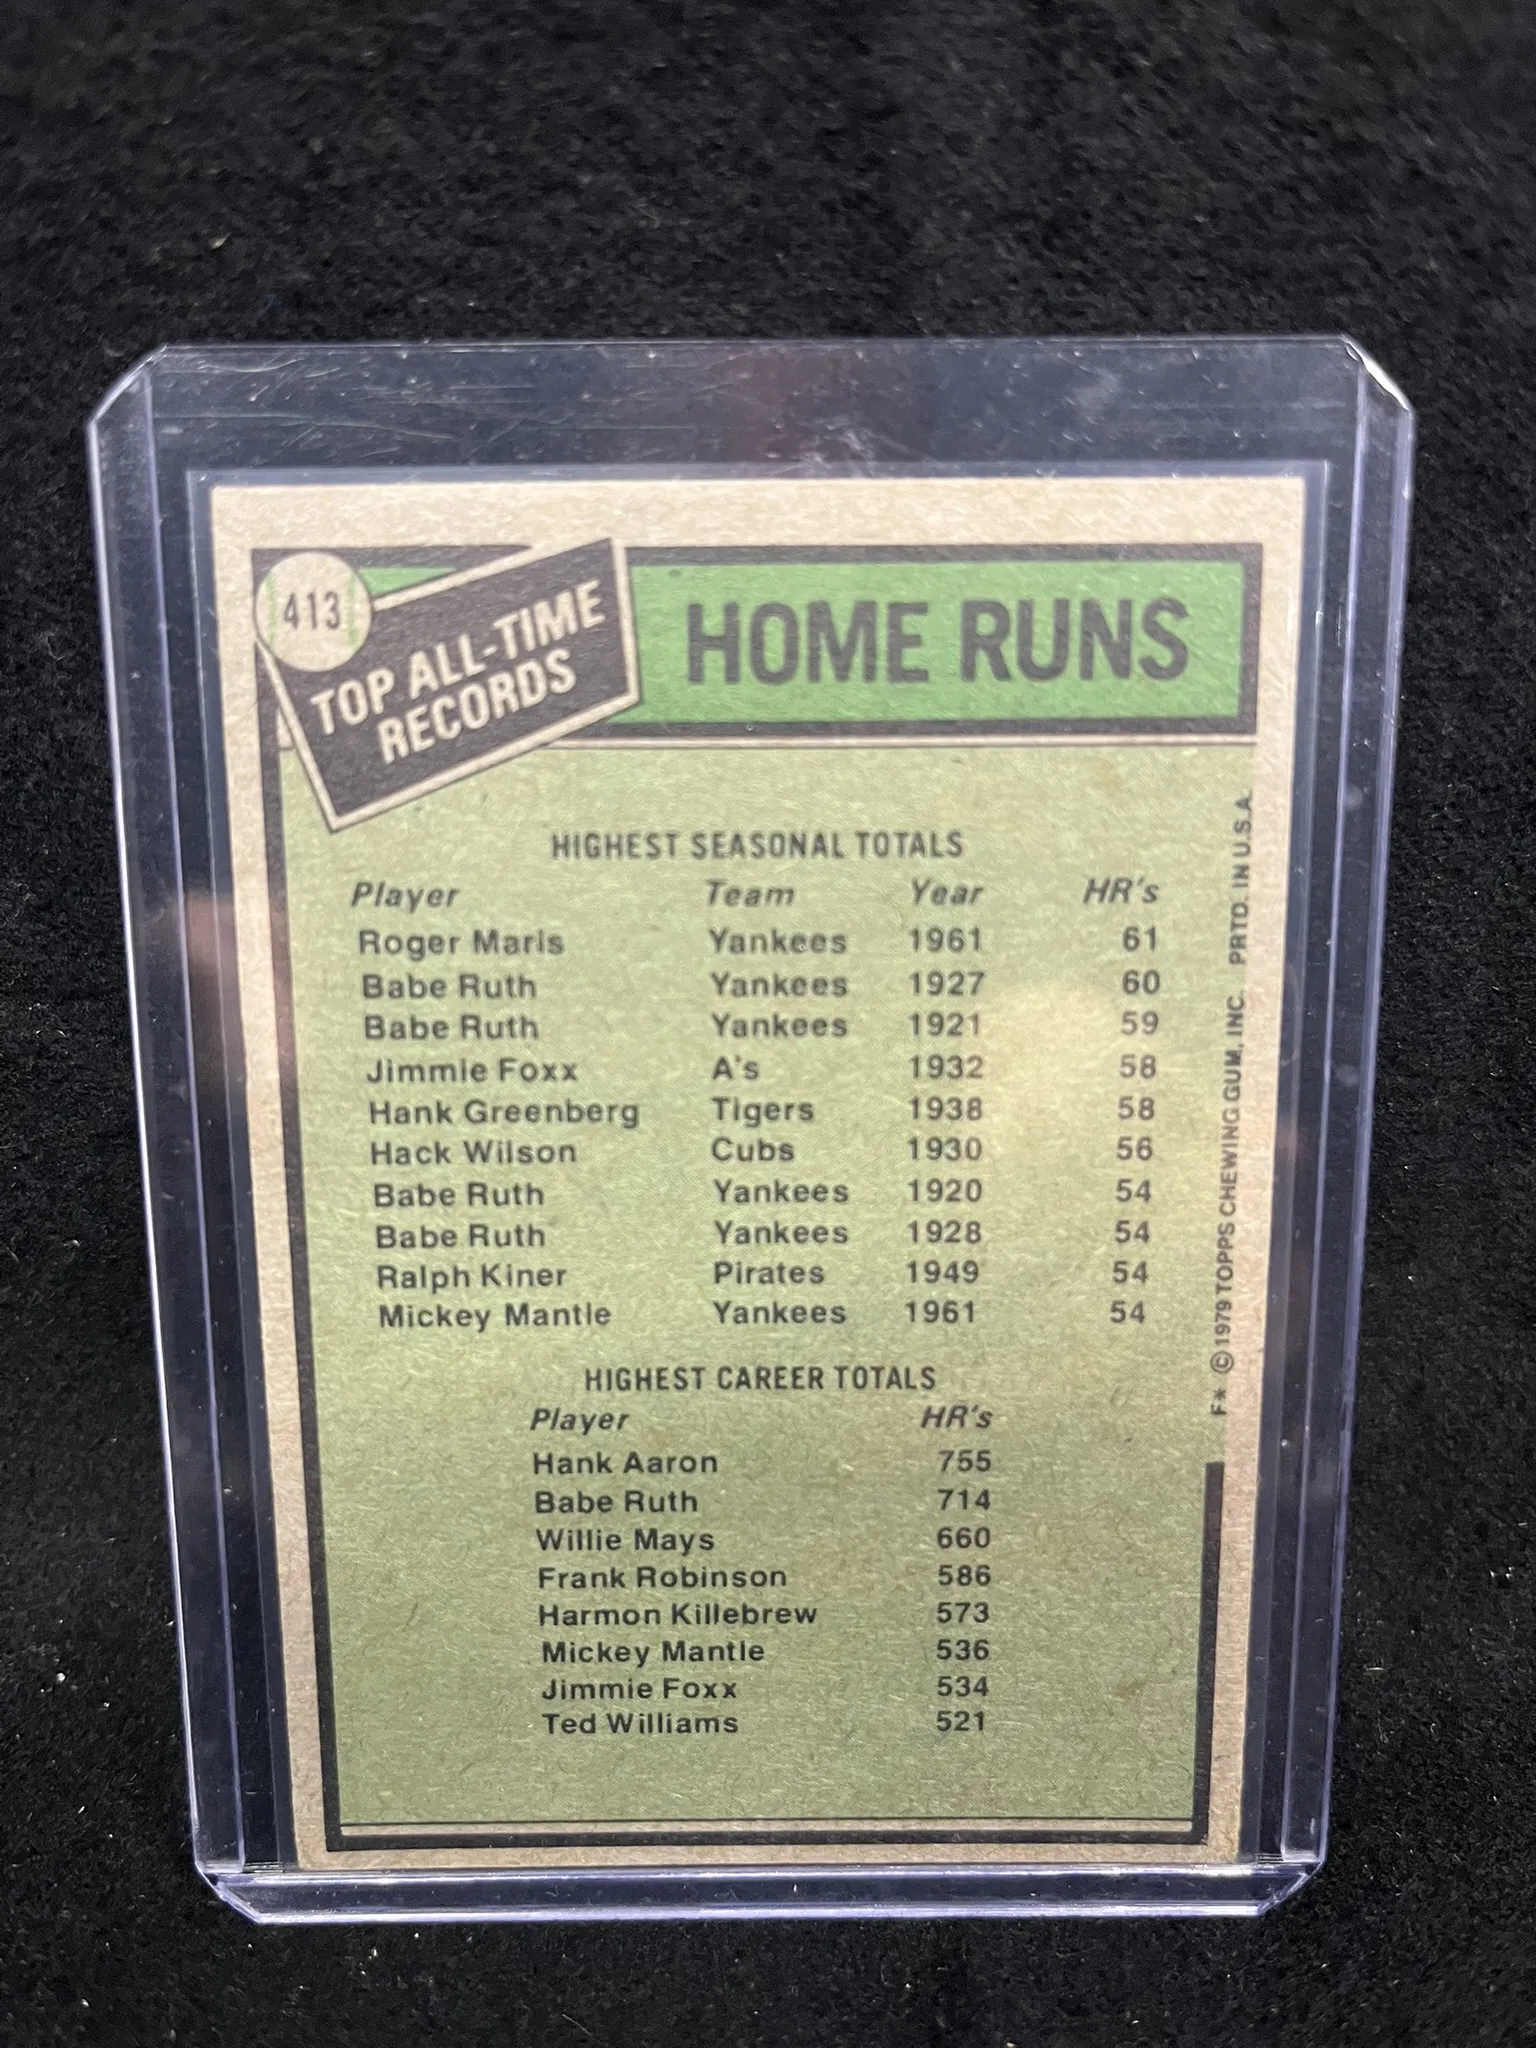 413
TOP ALL-TIME
RECORDS
HOME RUNS
HIGHEST SEASONAL TOTALS
Player Team Year HR's
Roger Maris Yankees 1961 61
Babe Ruth Yankees 1927 60
Babe Ruth Yankees 1921 59
Jimmie Foxx A's 1932 58
Hank Greenberg Tigers 1938 58
Hack Wilson Cubs 1930 56
Babe Ruth Yankees 1920 54
Babe Ruth Yankees 1928 54
Ralph Kiner Pirates 1949 54
Mickey Mantle Yankees 1961 54
HIGHEST CAREER TOTALS
Player HR's
Hank Aaron 755
Babe Ruth 714
Willie Mays 660
Frank Robinson 586
Harmon Killebrew 573
Mickey Mantle 536
Jimmie Foxx 534
Ted Williams 521
F* © 1979 TOPPS CHEWING GUM, INC. PRTD. IN U.S.A.